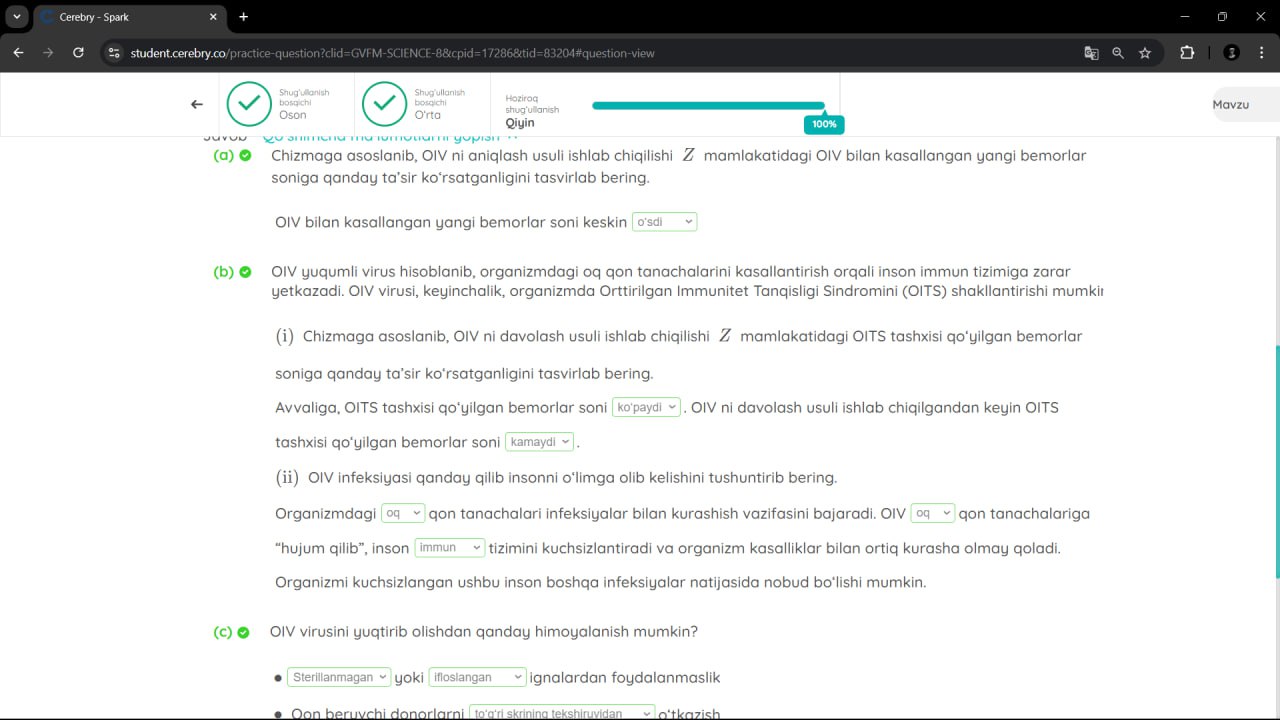 Cerebry - Spark
student.cerebry.co/practice-question?clid=GVFM-SCIENCE-8&cpid=17286&tid=83204#question-view
Shug‘ullanish
bosqichi
Oson
Shug‘ullanish
bosqichi
O‘rta
Hoziroq
shug‘ullanish
Qiyin
100%
Mavzu
Javob Qo‘shimcha ma’lumotlarni yopish
(a) Chizmaga asoslanib, OIV ni aniqlash usuli ishlab chiqilishi Z mamlakatidagi OIV bilan kasallangan yangi bemorlar
soniga qanday ta’sir ko‘rsatganligini tasvirlab bering.
OIV bilan kasallangan yangi bemorlar soni keskin o‘sdi
(b) OIV yuqumli virus hisoblanib, organizmdagi oq qon tanachalarini kasallantirish orqali inson immun tizimiga zarar
yetkazadi. OIV virusi, keyinchalik, organizmda Orttirilgan Immunitet Tanqisligi Sindromini (OITS) shakllantirishi mumkin
(i) Chizmaga asoslanib, OIV ni davolash usuli ishlab chiqilishi Z mamlakatidagi OITS tashxisi qo‘yilgan bemorlar
soniga qanday ta’sir ko‘rsatganligini tasvirlab bering.
Avvaliga, OITS tashxisi qo‘yilgan bemorlar soni ko‘paydi . OIV ni davolash usuli ishlab chiqilgandan keyin OITS
tashxisi qo‘yilgan bemorlar soni kamaydi .
(ii) OIV infeksiyasi qanday qilib insonni o‘limga olib kelishini tushuntirib bering.
Organizmdagi oq qon tanachalari infeksiyalar bilan kurashish vazifasini bajaradi. OIV oq qon tanachalariga
“hujum qilib”, inson immun tizimini kuchsizlantiradi va organizm kasalliklar bilan ortiq kurasha olmay qoladi.
Organizmi kuchsizlangan ushbu inson boshqa infeksiyalar natijasida nobud bo‘lishi mumkin.
(c) OIV virusini yuqtirib olishdan qanday himoyalanish mumkin?
● Sterillanmagan yoki ifloslangan ignalardan foydalanmaslik
● Qon beruvchi donorlarni to‘g‘ri skrining tekshiruvidan o‘tkazish